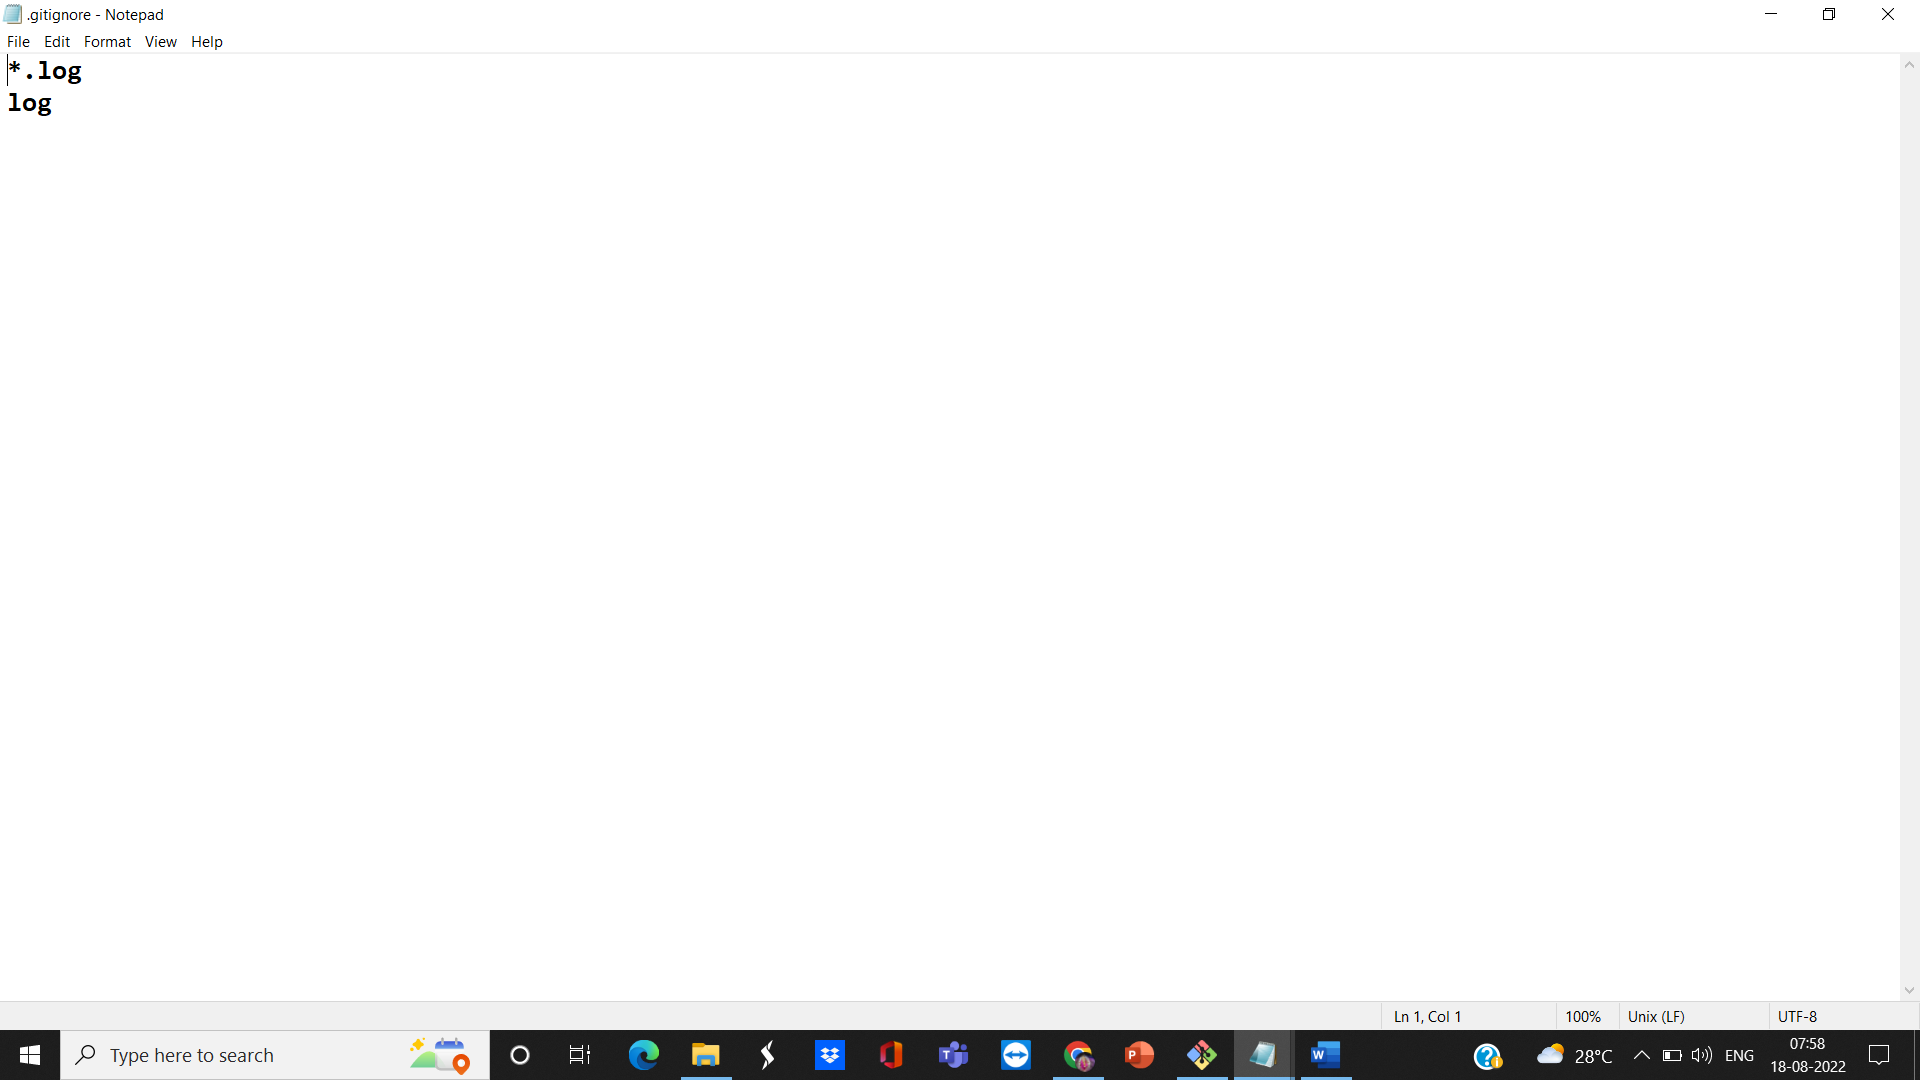 .gitignore - Notepad
File Edit Format View Help
*.log
log
Ln 1, Col 1 100% Unix (LF) UTF-8
Type here to search 28°C ENG 07:58
18-08-2022